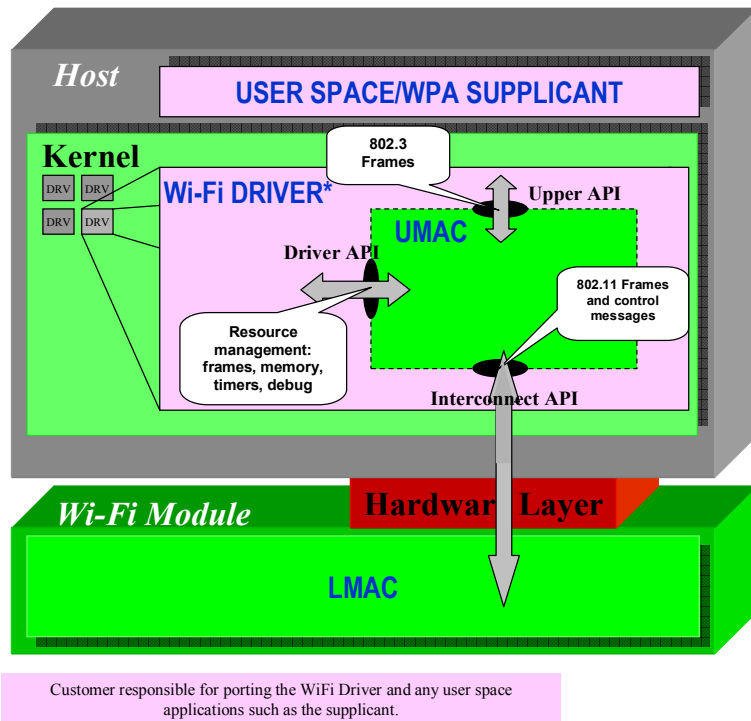 Host
USER SPACE/WPA SUPPLICANT
Kernel
DRV DRV
DRV DRV
Wi-Fi DRIVER*
802.3
Frames
Upper API
UMAC
Driver API
802.11 Frames
and control
messages
Resource
management:
frames, memory,
timers, debug
Interconnect API
Hardwar Layer
Wi-Fi Module
LMAC
Customer responsible for porting the WiFi Driver and any user space
applications such as the supplicant.